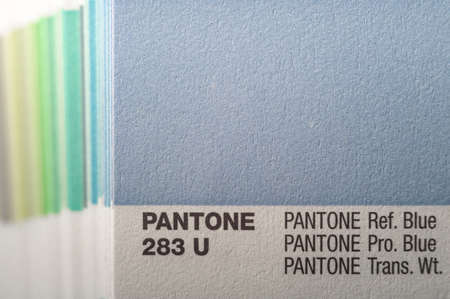 PANTONE
283 U
PANTONE Ref. Blue
PANTONE Pro. Blue
PANTONE Trans. Wt.